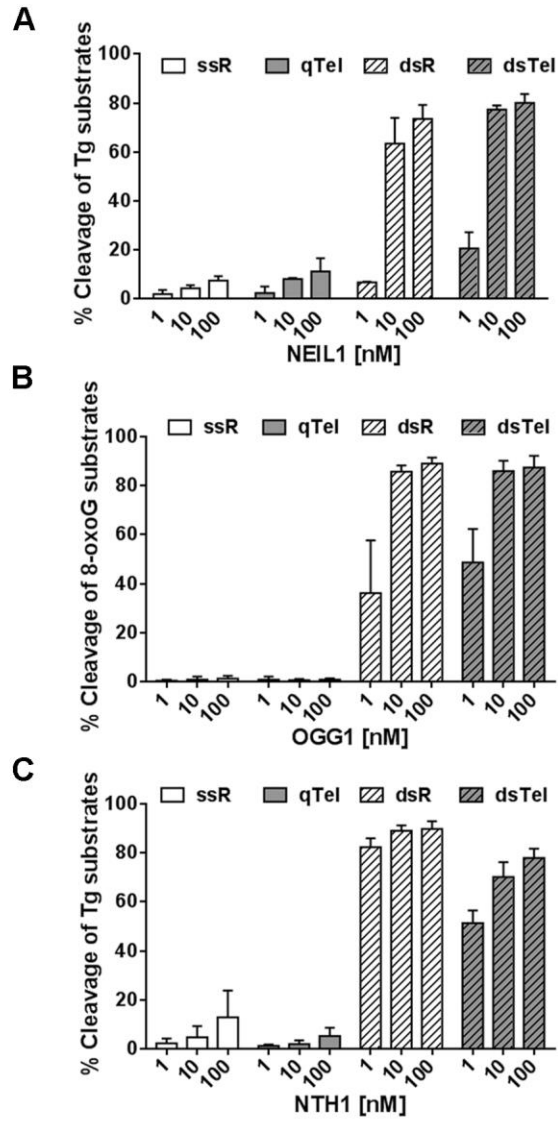 A
% Cleavage of Tg substrates
100
80
60
40
20
0
ssR qTel dsR dsTel
1 10 100 1 10 100 1 10 100 1 10 100
NEIL1 [nM]
B
% Cleavage of 8-oxoG substrates
100
80
60
40
20
0
ssR qTel dsR dsTel
1 10 100 1 10 100 1 10 100 1 10 100
OGG1 [nM]
C
% Cleavage of Tg substrates
100
80
60
40
20
0
ssR qTel dsR dsTel
1 10 100 1 10 100 1 10 100 1 10 100
NTH1 [nM]